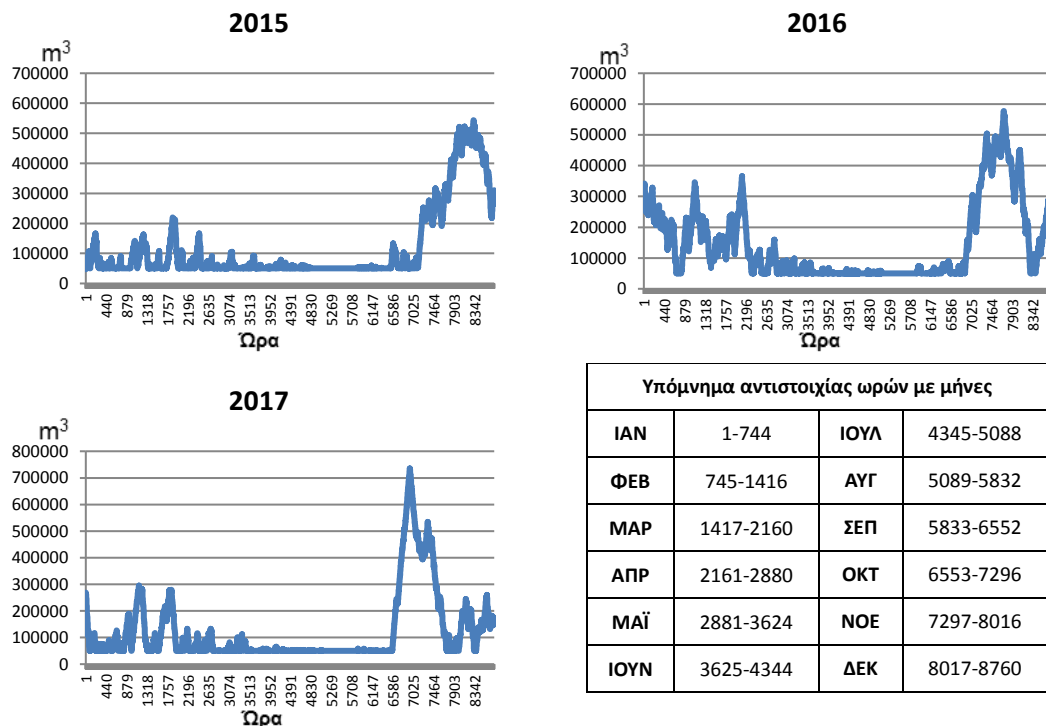 2015
m³
700000
600000
500000
400000
300000
200000
100000
0
1 440 879 1318 1757 2196 2635 3074 3513 3952 4391 4830 5269 5708 6147 6586 7025 7464 7903 8342
Ώρα
2016
m³
700000
600000
500000
400000
300000
200000
100000
0
1 440 879 1318 1757 2196 2635 3074 3513 3952 4391 4830 5269 5708 6147 6586 7025 7464 7903 8342
Ώρα
2017
m³
800000
700000
600000
500000
400000
300000
200000
100000
0
1 440 879 1318 1757 2196 2635 3074 3513 3952 4391 4830 5269 5708 6147 6586 7025 7464 7903 8342
Ώρα
Υπόμνημα αντιστοιχίας ωρών με μήνες
ΙΑΝ 1-744 ΙΟΥΛ 4345-5088
ΦΕΒ 745-1416 ΑΥΓ 5089-5832
ΜΑΡ 1417-2160 ΣΕΠ 5833-6552
ΑΠΡ 2161-2880 ΟΚΤ 6553-7296
ΜΑΪ 2881-3624 ΝΟΕ 7297-8016
ΙΟΥΝ 3625-4344 ΔΕΚ 8017-8760